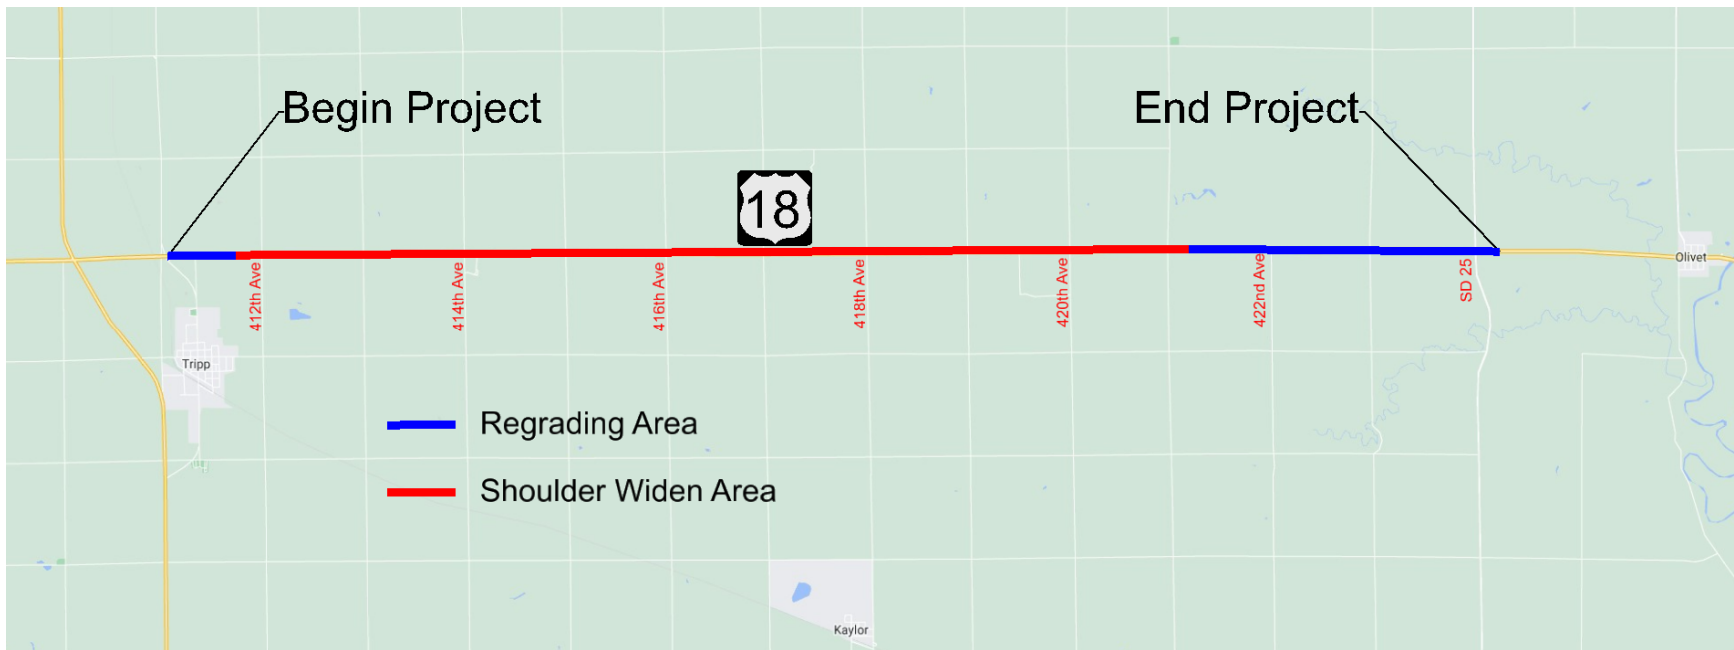 Begin Project
End Project
18
412th Ave
414th Ave
416th Ave
418th Ave
420th Ave
422nd Ave
SD 25
Olivet
Tripp
Regrading Area
Shoulder Widen Area
Kaylor